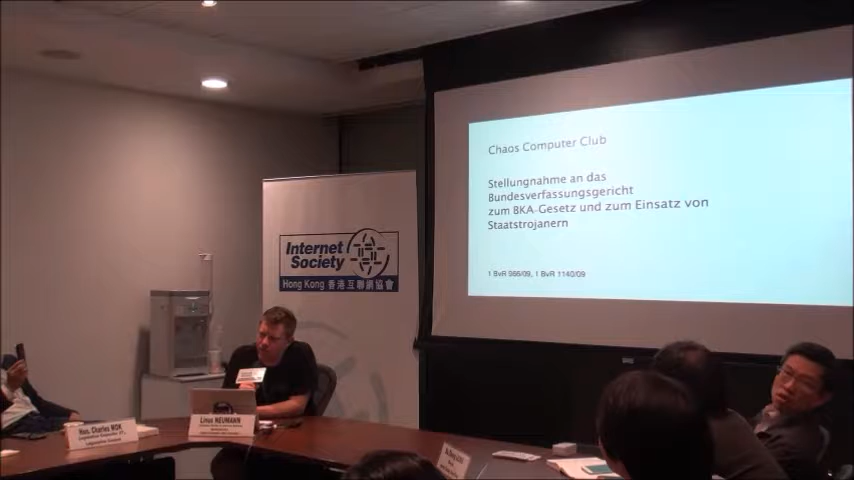 Chaos Computer Club
Stellungnahme an das
Bundesverfassungsgericht
zum BKA-Gesetz und zum Einsatz von
Staatstrojanern
1 BvR 966/09, 1 BvR 1140/09
Internet
Society
Hong Kong 香港互聯網協會
Hon. Charles MOK
Linus NEUMANN